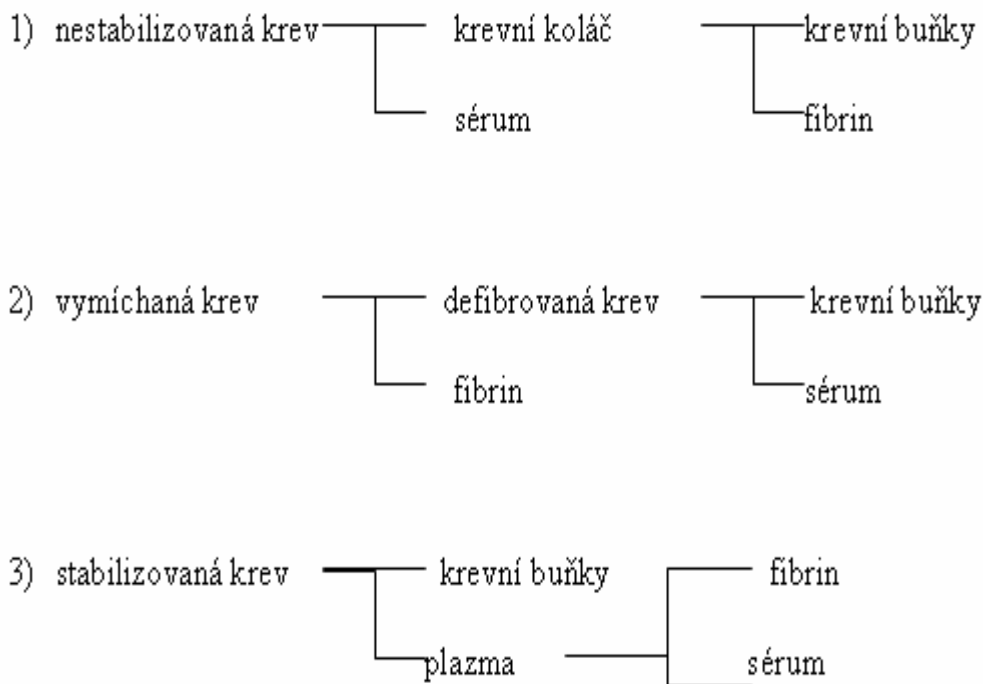 1) nestabilizovaná krev krevní koláč krevní buňky
sérum fibrin
2) vymíchaná krev defibrovaná krev krevní buňky
fibrin sérum
3) stabilizovaná krev krevní buňky fibrin
plazma sérum